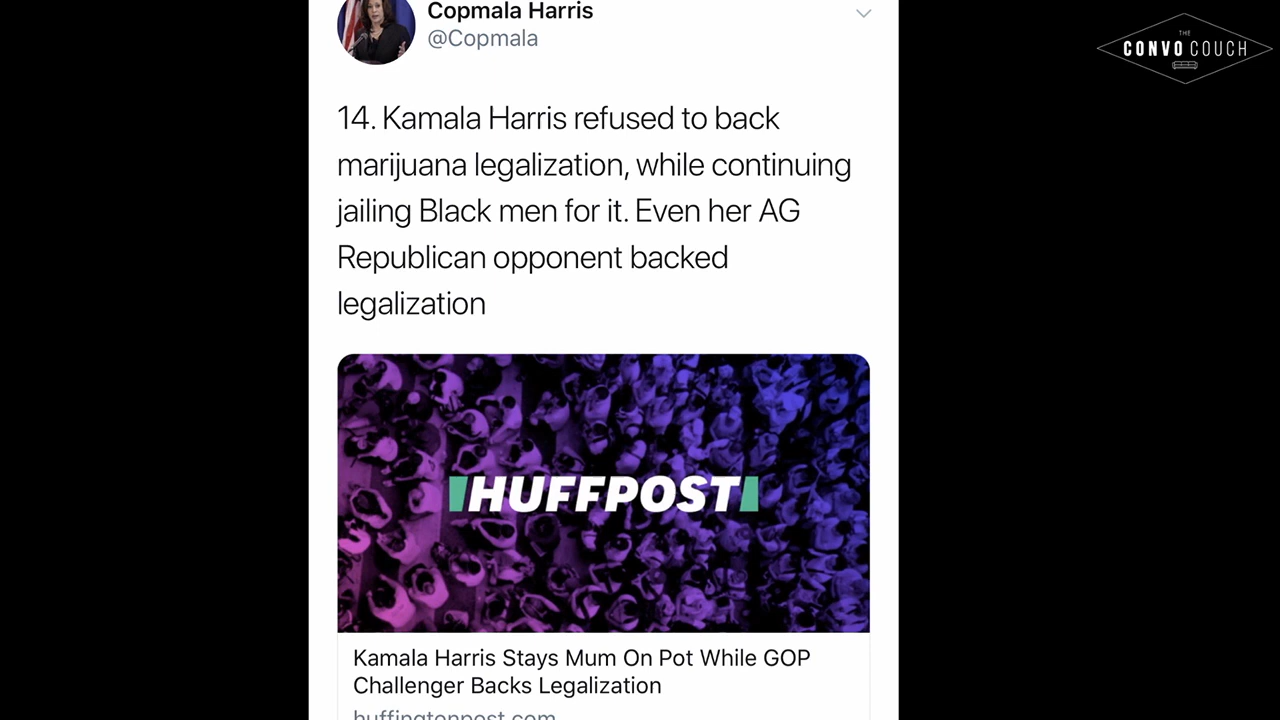 Copmala Harris
@Copmala
THE
CONVO COUCH
14. Kamala Harris refused to back
marijuana legalization, while continuing
jailing Black men for it. Even her AG
Republican opponent backed
legalization
HUFFPOST
Kamala Harris Stays Mum On Pot While GOP
Challenger Backs Legalization
huffingtonpost.com